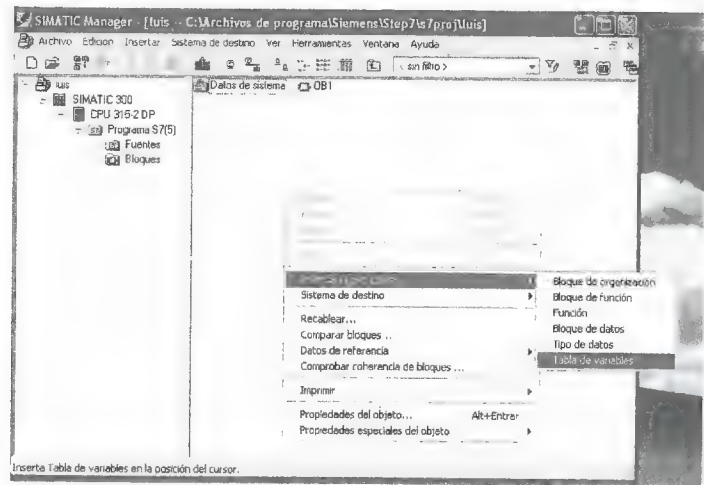 SIMATIC Manager - [luis -- C:\Archivos de programa\Siemens\Step7\s7proj\luis]
Archivo Edicion Insertar Sistema de destino Ver Herramientas Ventana Ayuda
< sin filtro >
luis
SIMATIC 300
CPU 315-2 DP
Programa S7(5)
Fuentes
Bloques
Datos de sistema
OB1
Sistema de destino
Recablear...
Comparar bloques ..
Datos de referencia
Comprobar coherencia de bloques ...
Imprimir
Propiedades del objeto... Alt+Entrar
Propiedades especiales del objeto
Bloque de organización
Bloque de función
Función
Bloque de datos
Tipo de datos
Tabla de variables
Inserta Tabla de variables en la posición del cursor.